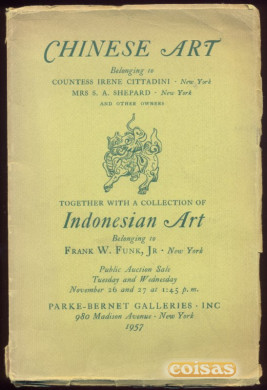 CHINESE ART
Belonging to
COUNTESS IRENE CITTADINI · New York
MRS S. A. SHEPARD · New York
AND OTHER OWNERS
TOGETHER WITH A COLLECTION OF
Indonesian Art
Belonging to
FRANK W. FUNK, JR · New York
Public Auction Sale
Tuesday and Wednesday
November 26 and 27 at 1:45 p.m.
PARKE-BERNET GALLERIES · INC
980 Madison Avenue · New York
1957
coisas